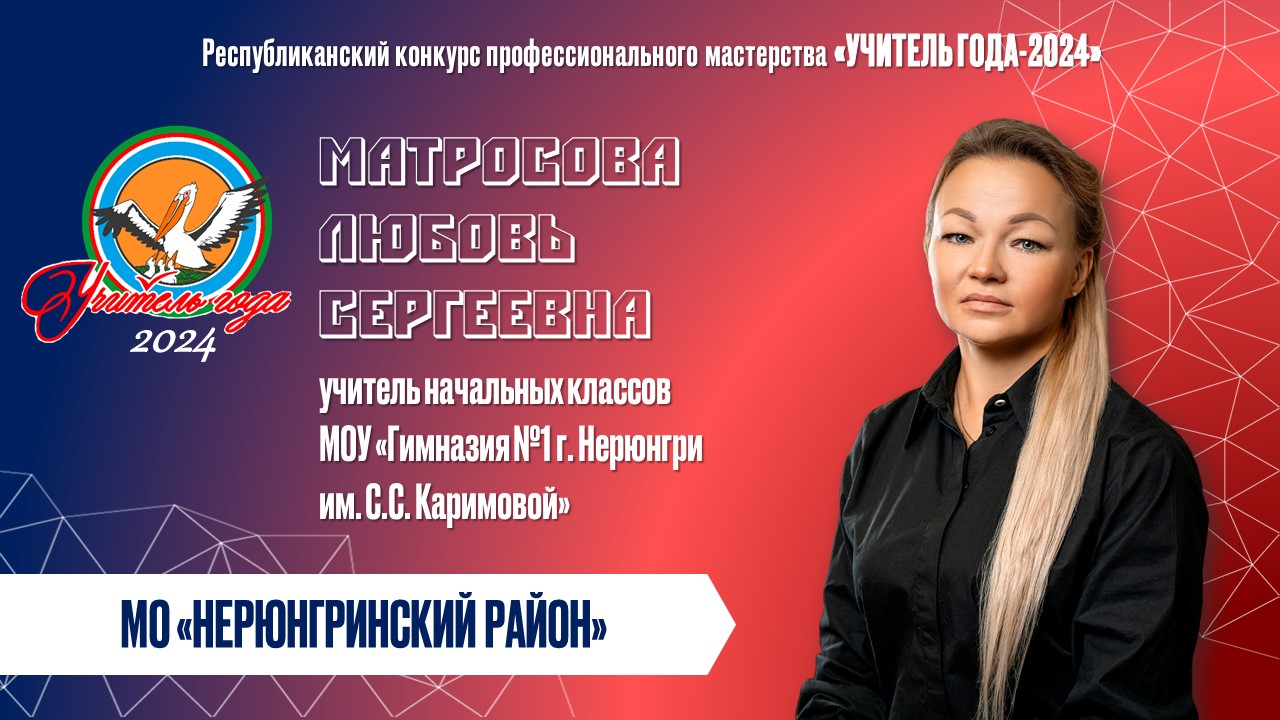 Республиканский конкурс профессионального мастерства «УЧИТЕЛЬ ГОДА-2024»
Учитель года
2024
МАТРОСОВА
ЛЮБОВЬ
СЕРГЕЕВНА
учитель начальных классов
МОУ «Гимназия №1 г. Нерюнгри
им. С.С. Каримовой»
МО «НЕРЮНГРИНСКИЙ РАЙОН»